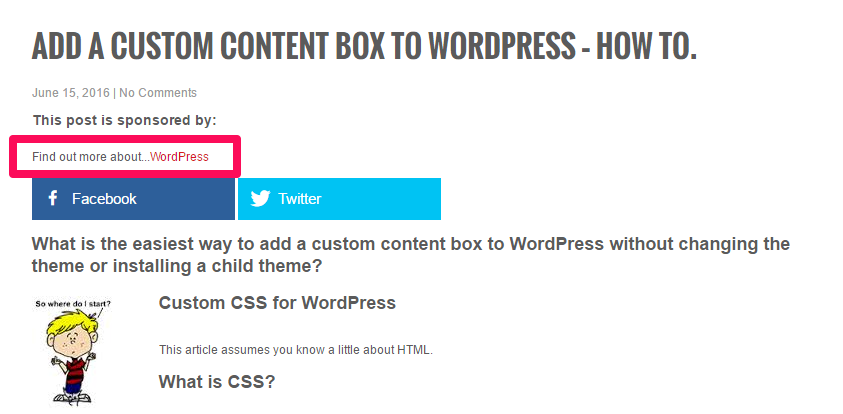 ADD A CUSTOM CONTENT BOX TO WORDPRESS - HOW TO.
June 15, 2016 | No Comments
This post is sponsored by:
Find out more about...WordPress
Facebook
Twitter
What is the easiest way to add a custom content box to WordPress without changing the
theme or installing a child theme?
So where do I start?
Custom CSS for WordPress
This article assumes you know a little about HTML.
What is CSS?